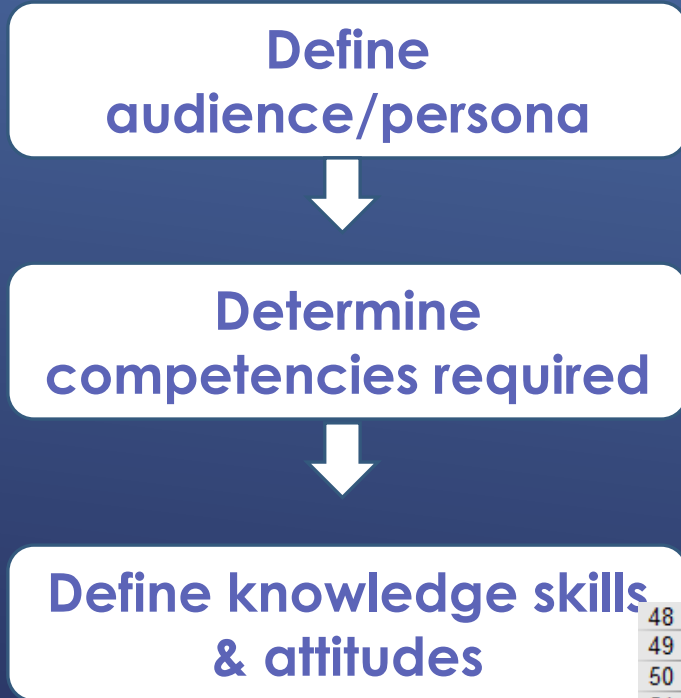 Define
audience/persona
Determine
competencies required
Define knowledge skills
& attitudes
48
49
50